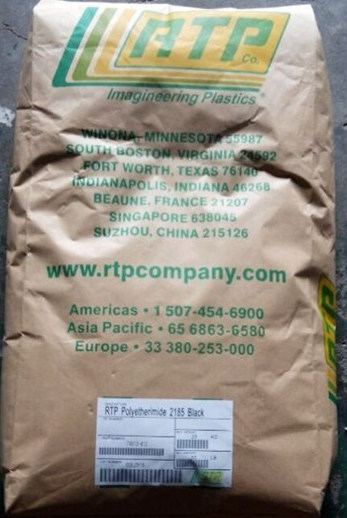 RTP
Co.
Imagineering Plastics®
WINONA, MINNESOTA 55987
SOUTH BOSTON, VIRGINIA 24592
FORT WORTH, TEXAS 76140
INDIANAPOLIS, INDIANA 46268
BEAUNE, FRANCE 21207
SINGAPORE 638045
SUZHOU, CHINA 215126
www.rtpcompany.com
Americas • 1 507-454-6900
Asia Pacific • 65 6863-6580
Europe • 33 380-253-000
RTP
RTP Polyetherimide 2185 Black